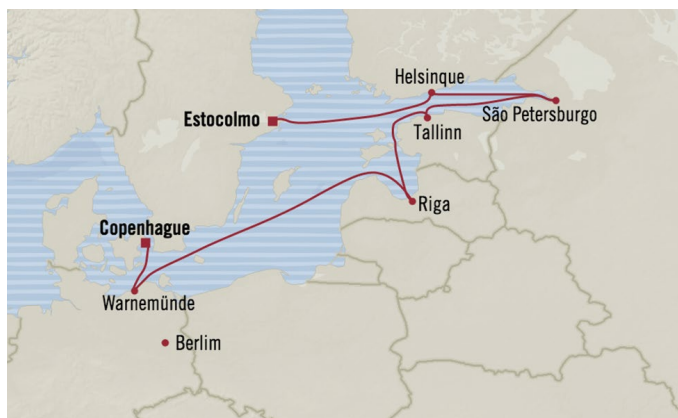 Helsinque
Estocolmo
São Petersburgo
Tallinn
Riga
Copenhague
Warnemünde
Berlim